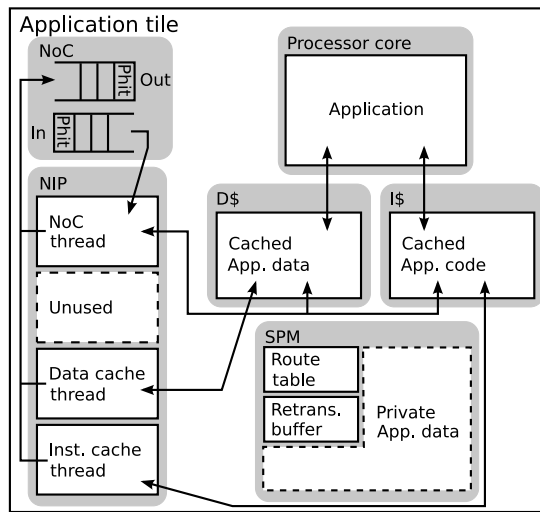 Application tile
NoC
Phit
Out
In
Phit
Processor core
Application
NIP
NoC
thread
Unused
Data cache
thread
Inst. cache
thread
D$
Cached
App. data
I$
Cached
App. code
SPM
Route
table
Retrans.
buffer
Private
App. data